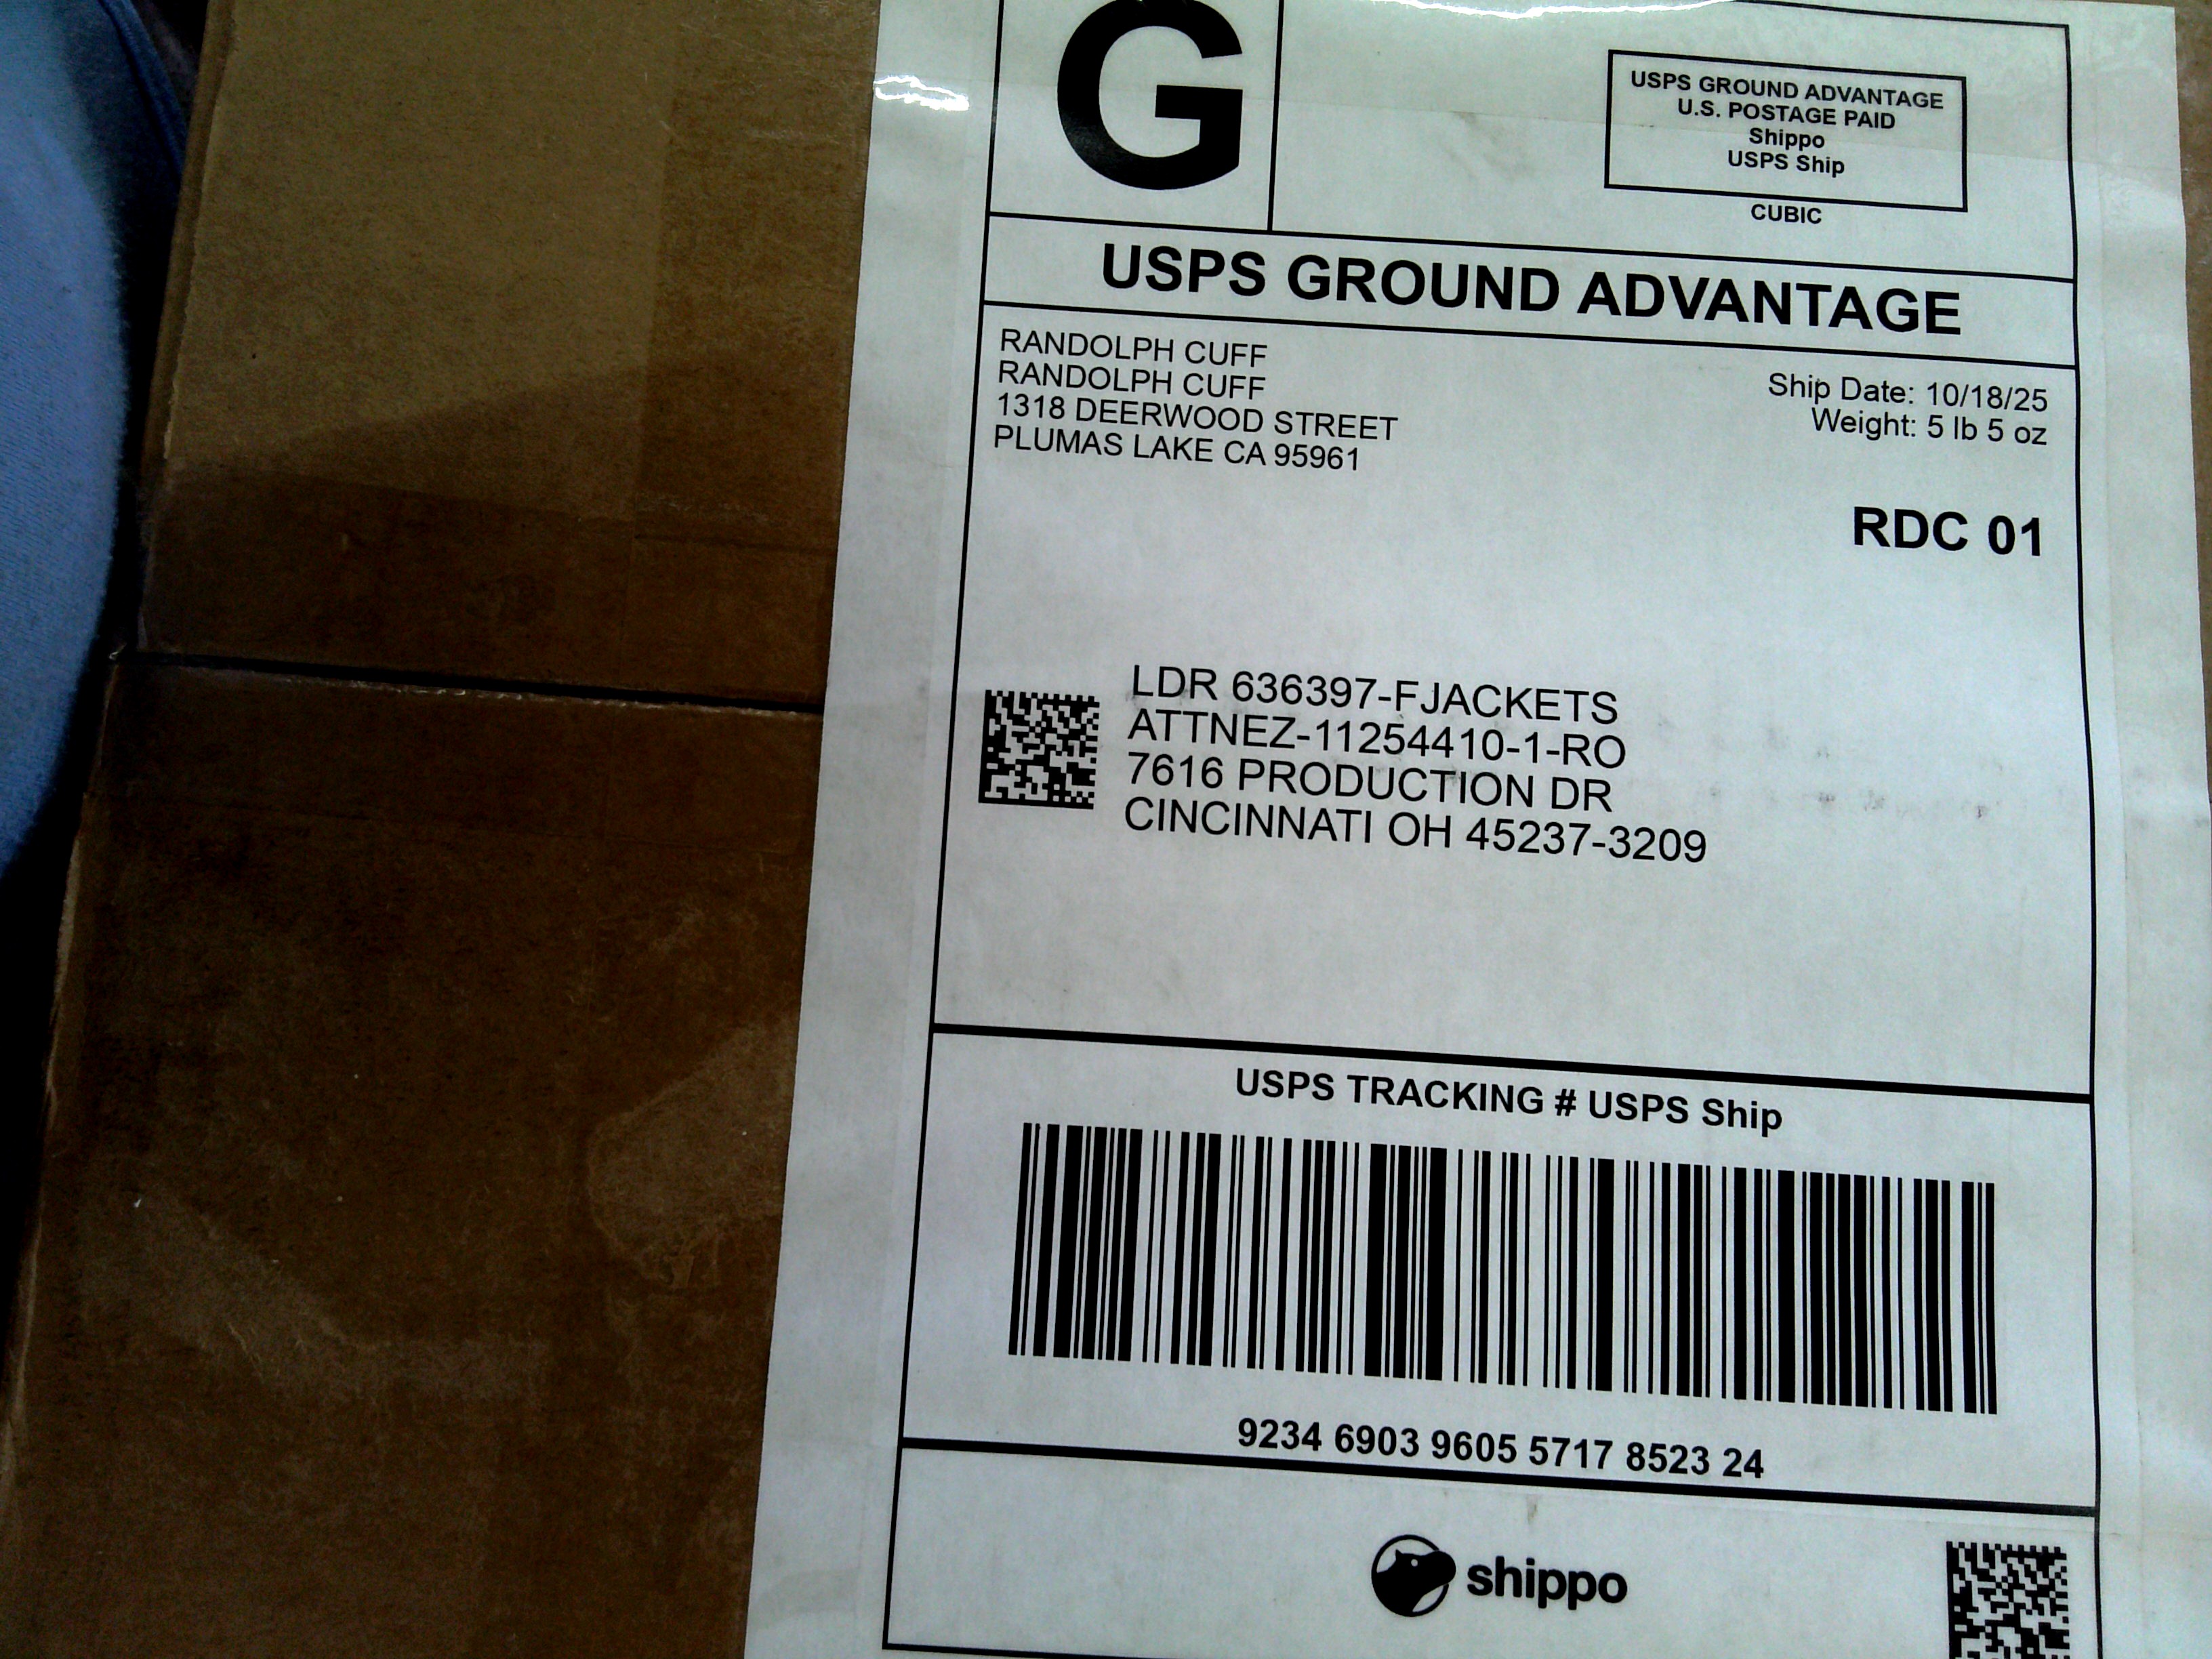 G
USPS GROUND ADVANTAGE
U.S. POSTAGE PAID
Shippo
USPS Ship
CUBIC
USPS GROUND ADVANTAGE
RANDOLPH CUFF
RANDOLPH CUFF
1318 DEERWOOD STREET
PLUMAS LAKE CA 95961
Ship Date: 10/18/25
Weight: 5 lb 5 oz
RDC 01
LDR 636397-FJACKETS
ATTNEZ-11254410-1-RO
7616 PRODUCTION DR
CINCINNATI OH 45237-3209
USPS TRACKING # USPS Ship
9234 6903 9605 5717 8523 24
shippo